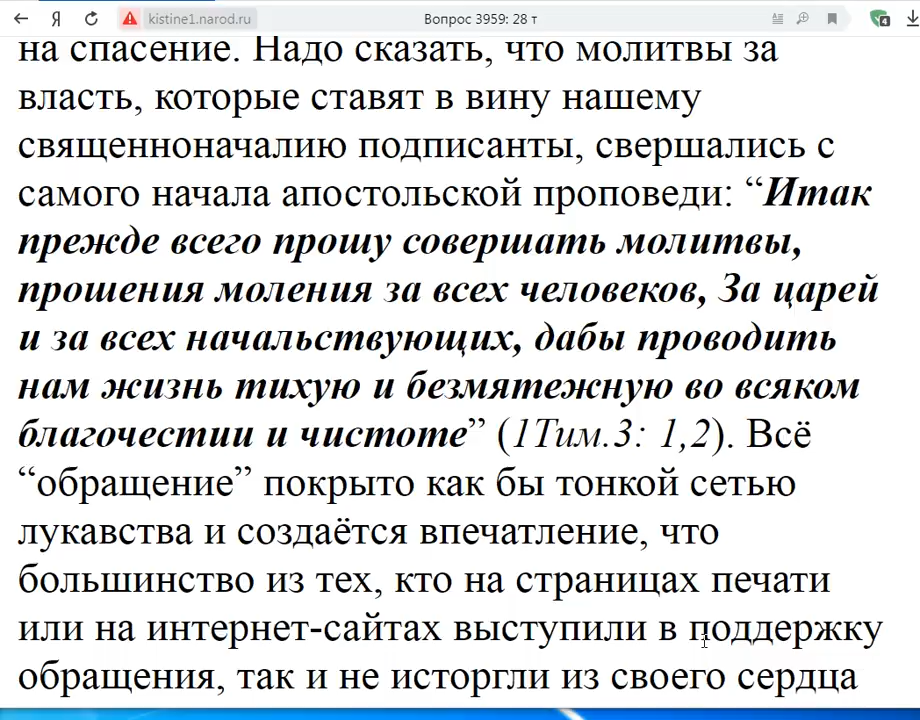 kistine1.narod.ru
Вопрос 3959: 28 т
4
на спасение. Надо сказать, что молитвы за
власть, которые ставят в вину нашему
священноначалию подписанты, свершались с
самого начала апостольской проповеди: “Итак
прежде всего прошу совершать молитвы,
прошения моления за всех человеков, За царей
и за всех начальствующих, дабы проводить
нам жизнь тихую и безмятежную во всяком
благочестии и чистоте” (1Тим.3: 1,2). Всё
“обращение” покрыто как бы тонкой сетью
лукавства и создаётся впечатление, что
большинство из тех, кто на страницах печати
или на интернет-сайтах выступили в поддержку
обращения, так и не исторгли из своего сердца